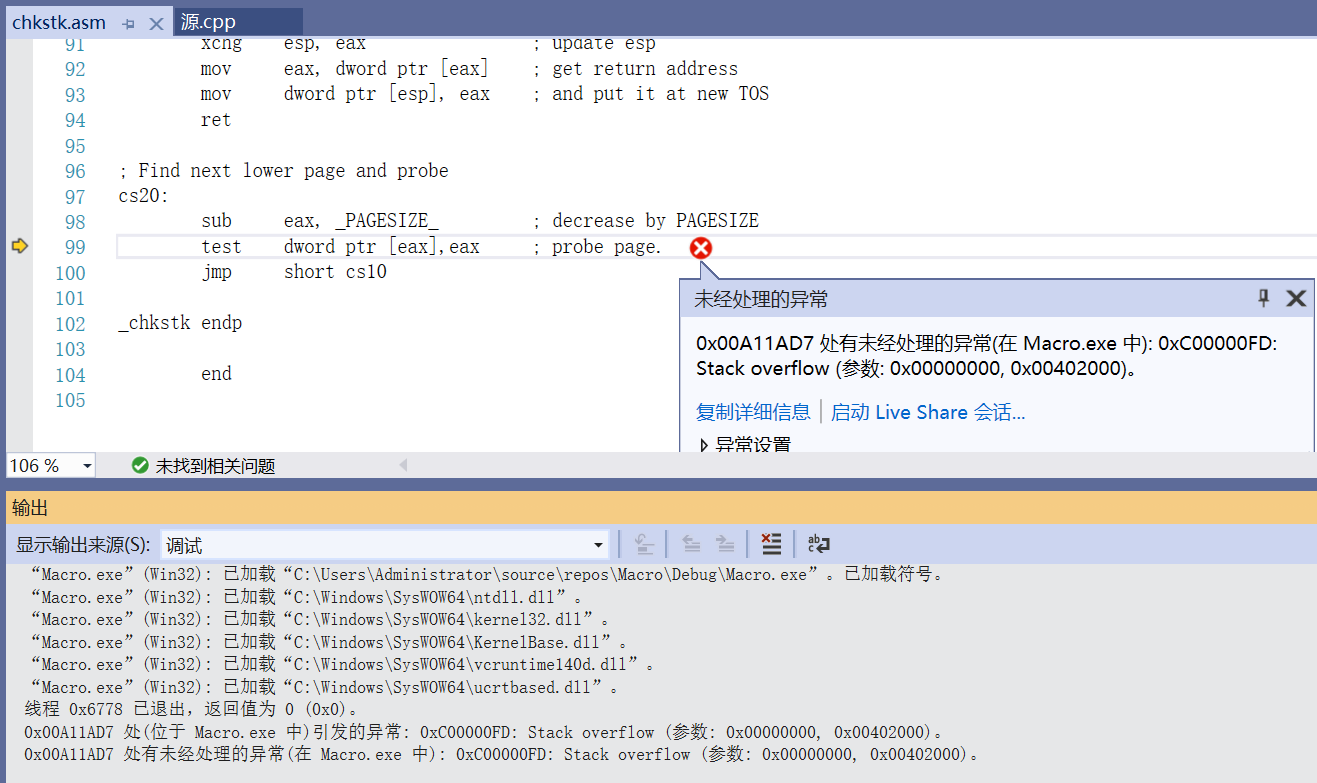 chkstk.asm 源.cpp
91 xchg esp, eax ; update esp
92 mov eax, dword ptr [eax] ; get return address
93 mov dword ptr [esp], eax ; and put it at new TOS
94 ret
95
96 ; Find next lower page and probe
97 cs20:
98 sub eax, _PAGESIZE_ ; decrease by PAGESIZE
99 test dword ptr [eax],eax ; probe page.
100 jmp short cs10
101
102 _chkstk endp
103
104 end
105
未经处理的异常
0x00A11AD7 处有未经处理的异常(在 Macro.exe 中): 0xC00000FD:
Stack overflow (参数: 0x00000000, 0x00402000)。
复制详细信息 | 启动 Live Share 会话...
异常设置
106 % 未找到相关问题
输出
显示输出来源(S): 调试
“Macro.exe”(Win32): 已加载“C:\Users\Administrator\source\repos\Macro\Debug\Macro.exe”。已加载符号。
“Macro.exe”(Win32): 已加载“C:\Windows\SysWOW64\ntdll.dll”。
“Macro.exe”(Win32): 已加载“C:\Windows\SysWOW64\kernel32.dll”。
“Macro.exe”(Win32): 已加载“C:\Windows\SysWOW64\KernelBase.dll”。
“Macro.exe”(Win32): 已加载“C:\Windows\SysWOW64\vcruntime140d.dll”。
“Macro.exe”(Win32): 已加载“C:\Windows\SysWOW64\ucrtbased.dll”。
线程 0x6778 已退出，返回值为 0 (0x0)。
0x00A11AD7 处(位于 Macro.exe 中)引发的异常: 0xC00000FD: Stack overflow (参数: 0x00000000, 0x00402000)。
0x00A11AD7 处有未经处理的异常(在 Macro.exe 中): 0xC00000FD: Stack overflow (参数: 0x00000000, 0x00402000)。